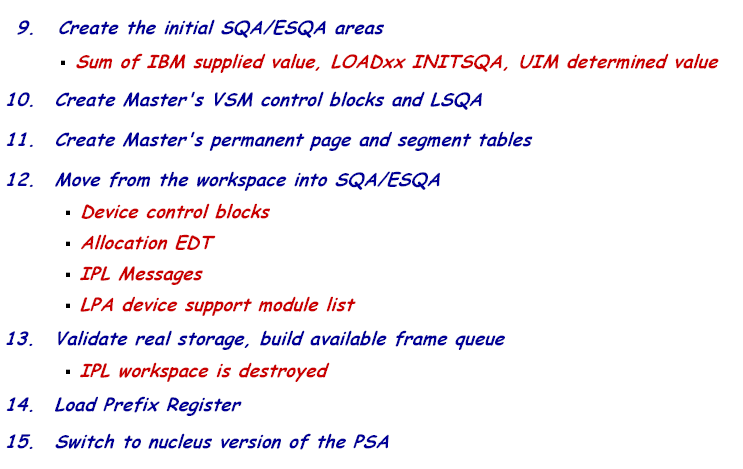 9. Create the initial SQA/ESQA areas
▪ Sum of IBM supplied value, LOADxx INITSQA, UIM determined value
10. Create Master's VSM control blocks and LSQA
11. Create Master's permanent page and segment tables
12. Move from the workspace into SQA/ESQA
▪ Device control blocks
▪ Allocation EDT
▪ IPL Messages
▪ LPA device support module list
13. Validate real storage, build available frame queue
▪ IPL workspace is destroyed
14. Load Prefix Register
15. Switch to nucleus version of the PSA